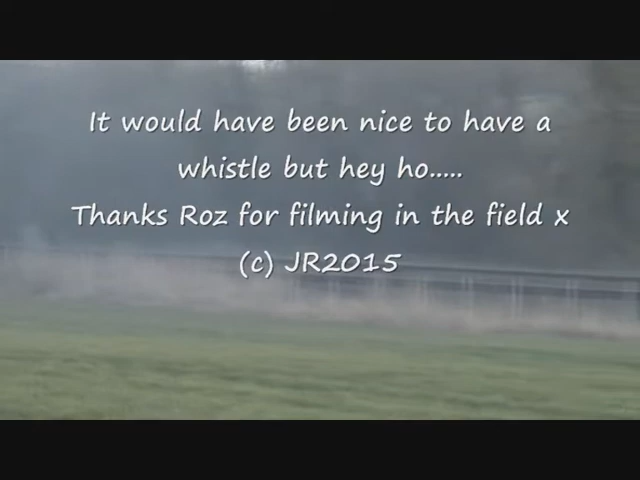 It would have been nice to have a
whistle but hey ho.....
Thanks Roz for filming in the field x
(c) JR2015